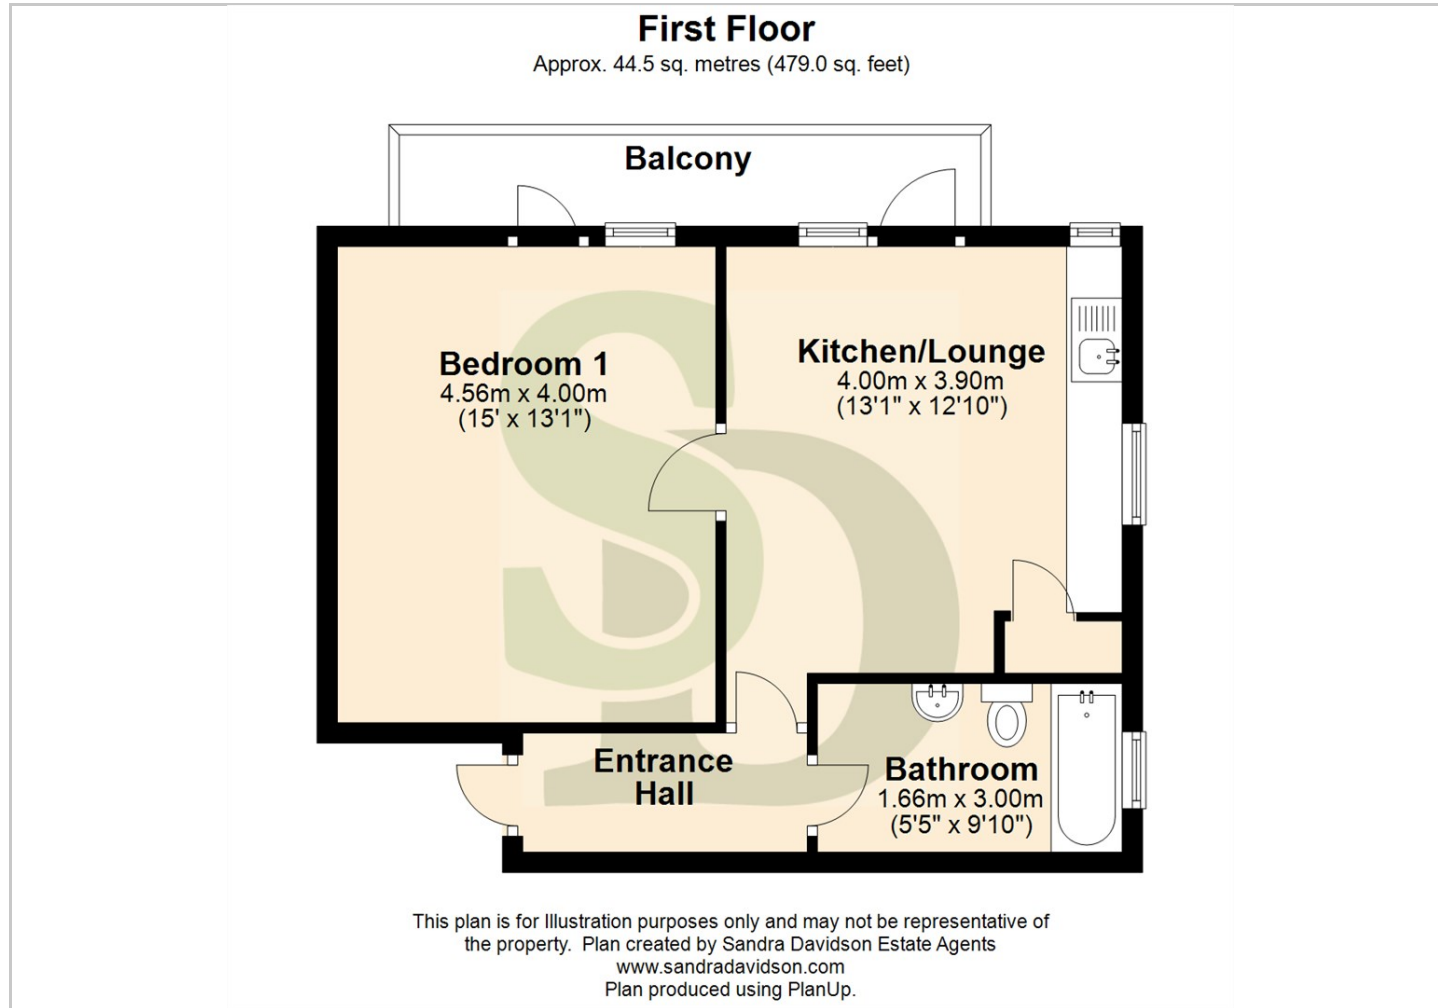 First Floor
Approx. 44.5 sq. metres (479.0 sq. feet)
Balcony
Bedroom 1
4.56m x 4.00m
(15' x 13'1")
Kitchen/Lounge
4.00m x 3.90m
(13'1" x 12'10")
Entrance
Hall
Bathroom
1.66m x 3.00m
(5'5" x 9'10")
SD
This plan is for Illustration purposes only and may not be representative of
the property. Plan created by Sandra Davidson Estate Agents
www.sandradavidson.com
Plan produced using PlanUp.